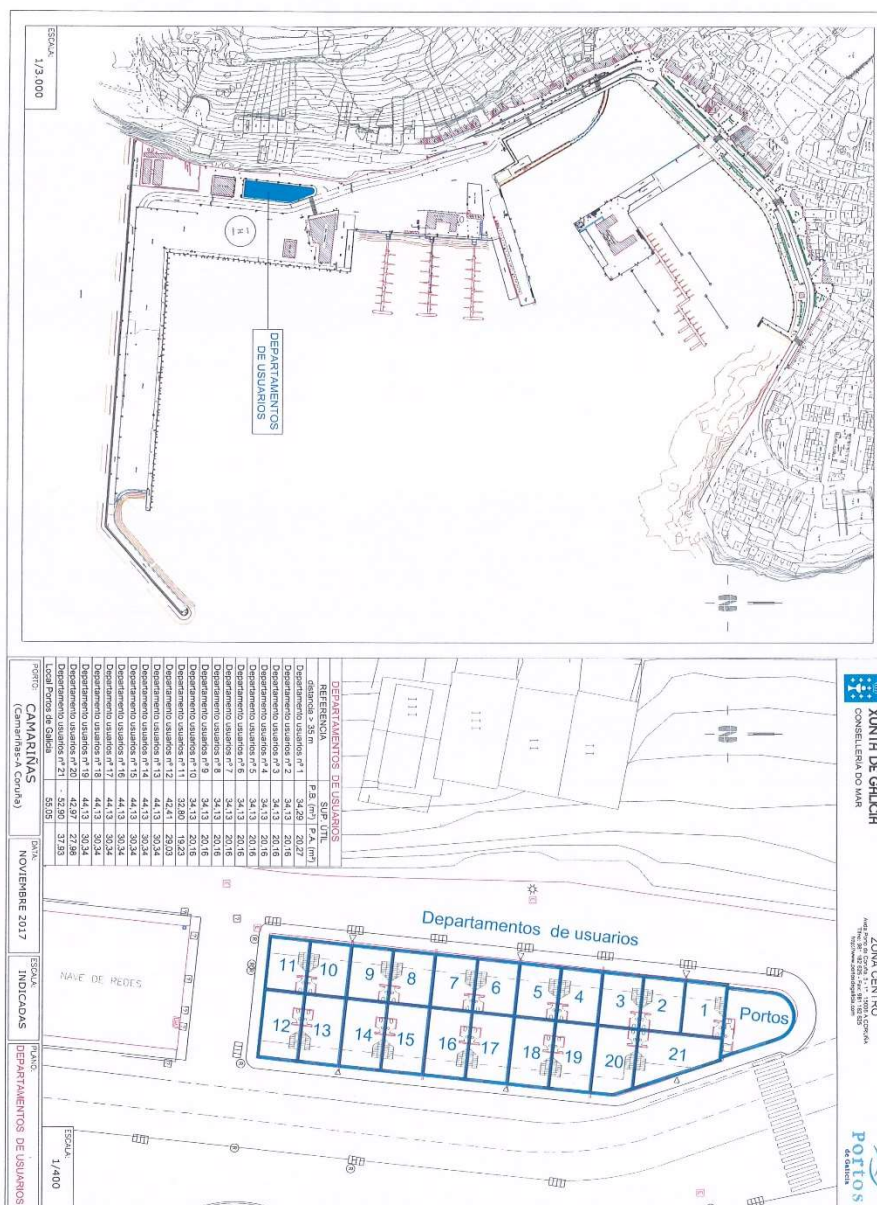 ESCALA:
1/3.000
DEPARTAMENTOS
DE USUARIOS
N
XUNTA DE GALICIA
CONSELLERIA DO MAR
ZONA CENTRO
Portos
de Galicia
DEPARTAMENTOS DE USUARIOS
REFERENCIA SUP. UTIL
distancia > 35 m P.B. (m²) P.A. (m²)
Departamento usuarios nº 1 34,29 20,27
Departamento usuarios nº 2 34,13 20,16
Departamento usuarios nº 3 34,13 20,16
Departamento usuarios nº 4 34,13 20,16
Departamento usuarios nº 5 34,13 20,16
Departamento usuarios nº 6 34,13 20,16
Departamento usuarios nº 7 34,13 20,16
Departamento usuarios nº 8 34,13 20,16
Departamento usuarios nº 9 34,13 20,16
Departamento usuarios nº 10 34,13 20,16
Departamento usuarios nº 11 32,80 19,23
Departamento usuarios nº 12 42,41 29,03
Departamento usuarios nº 13 44,13 30,34
Departamento usuarios nº 14 44,13 30,34
Departamento usuarios nº 15 44,13 30,34
Departamento usuarios nº 16 44,13 30,34
Departamento usuarios nº 17 44,13 30,34
Departamento usuarios nº 18 44,13 30,34
Departamento usuarios nº 19 44,13 30,34
Departamento usuarios nº 20 42,97 27,98
Departamento usuarios nº 21 52,90 37,93
Local Portos de Galicia 55,05
Departamentos de usuarios
11 10 9 8 7 6 5 4 3 2 1 Portos
12 13 14 15 16 17 18 19 20 21
NAVE DE REDES
ESCALA:
1/400
PORTO:
CAMARIÑAS
(Camariñas-A Coruña)
DATA:
NOVIEMBRE 2017
ESCALA:
INDICADAS
PLANO:
DEPARTAMENTOS DE USUARIOS